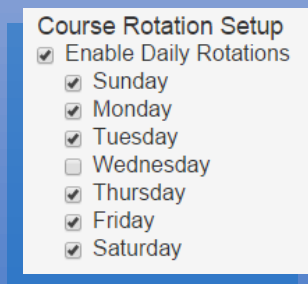 Course Rotation Setup
Enable Daily Rotations
Sunday
Monday
Tuesday
Wednesday
Thursday
Friday
Saturday